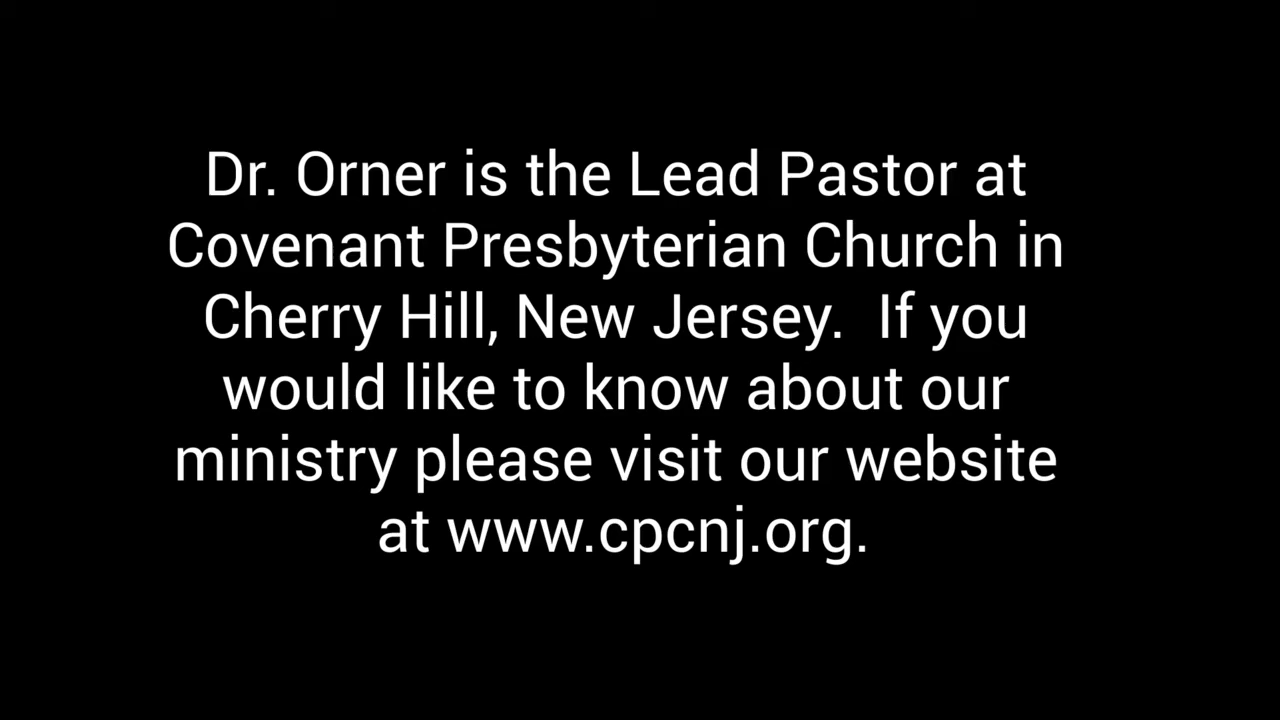 Dr. Orner is the Lead Pastor at
Covenant Presbyterian Church in
Cherry Hill, New Jersey.  If you
would like to know about our
ministry please visit our website
at www.cpcnj.org.